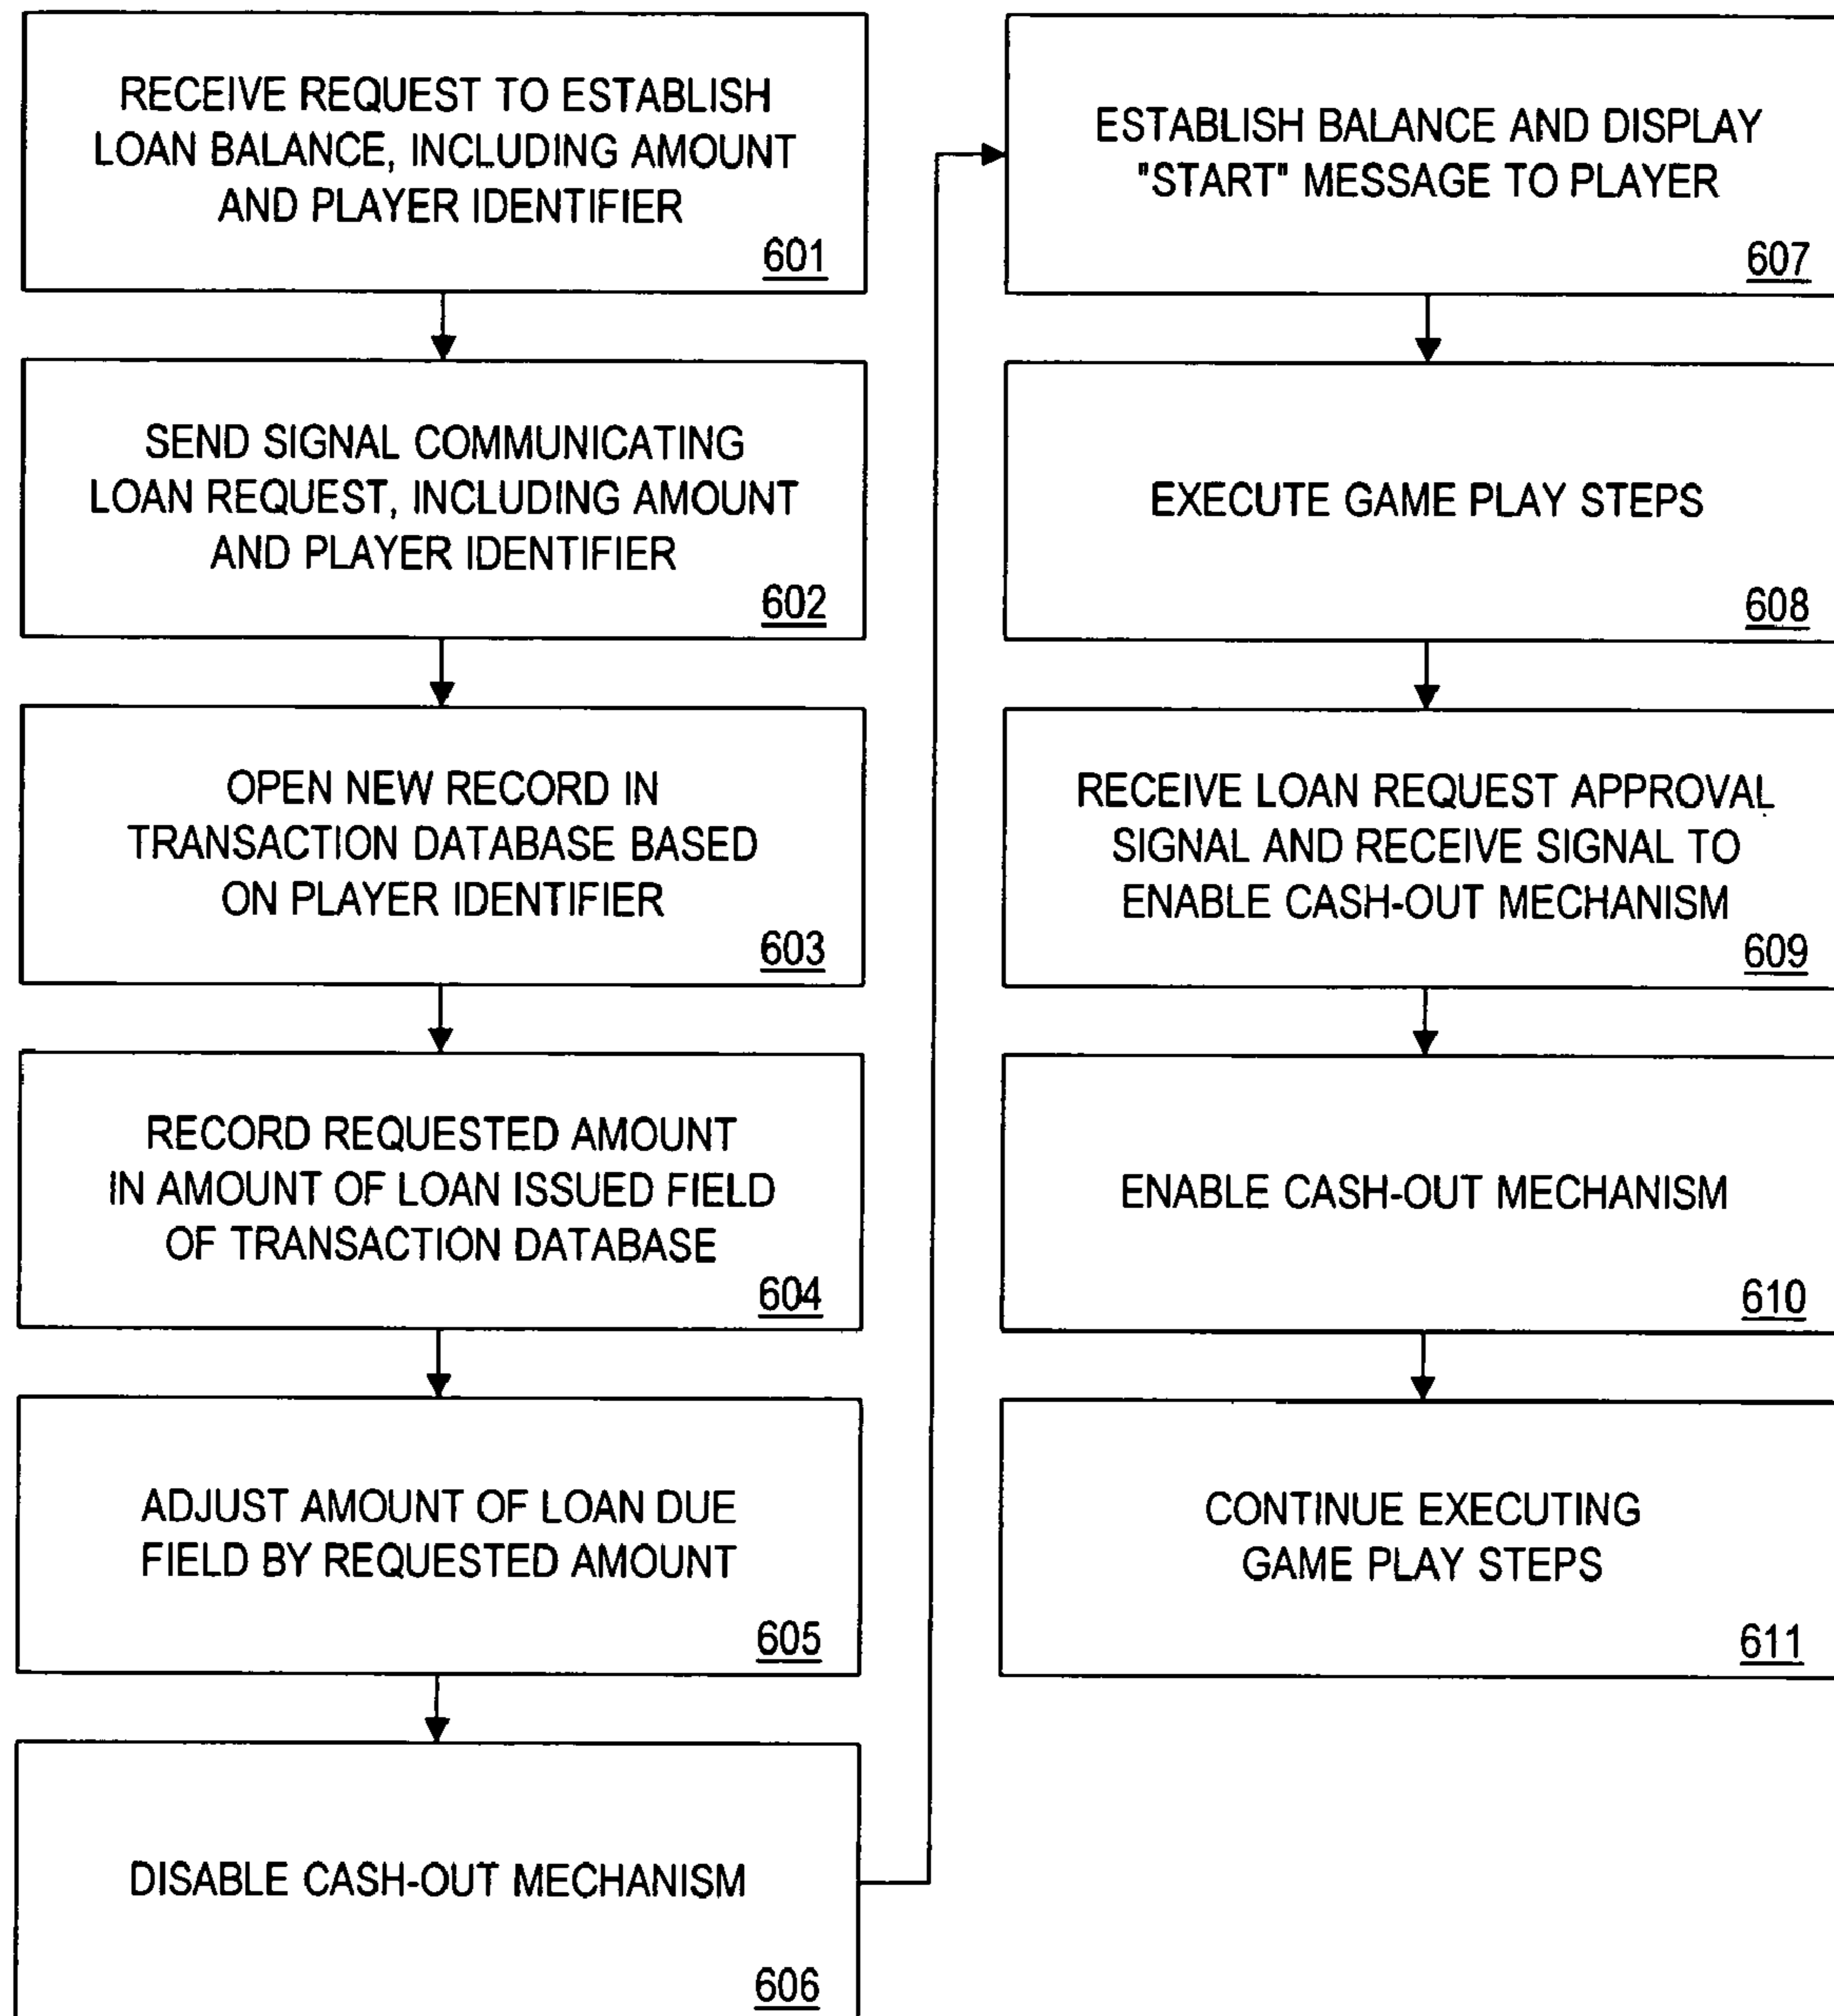 RECEIVE REQUEST TO ESTABLISH
LOAN BALANCE, INCLUDING AMOUNT
AND PLAYER IDENTIFIER
601
SEND SIGNAL COMMUNICATING
LOAN REQUEST, INCLUDING AMOUNT
AND PLAYER IDENTIFIER
602
OPEN NEW RECORD IN
TRANSACTION DATABASE BASED
ON PLAYER IDENTIFIER
603
RECORD REQUESTED AMOUNT
IN AMOUNT OF LOAN ISSUED FIELD
OF TRANSACTION DATABASE
604
ADJUST AMOUNT OF LOAN DUE
FIELD BY REQUESTED AMOUNT
605
DISABLE CASH-OUT MECHANISM
606
ESTABLISH BALANCE AND DISPLAY
"START" MESSAGE TO PLAYER
607
EXECUTE GAME PLAY STEPS
608
RECEIVE LOAN REQUEST APPROVAL
SIGNAL AND RECEIVE SIGNAL TO
ENABLE CASH-OUT MECHANISM
609
ENABLE CASH-OUT MECHANISM
610
CONTINUE EXECUTING
GAME PLAY STEPS
611